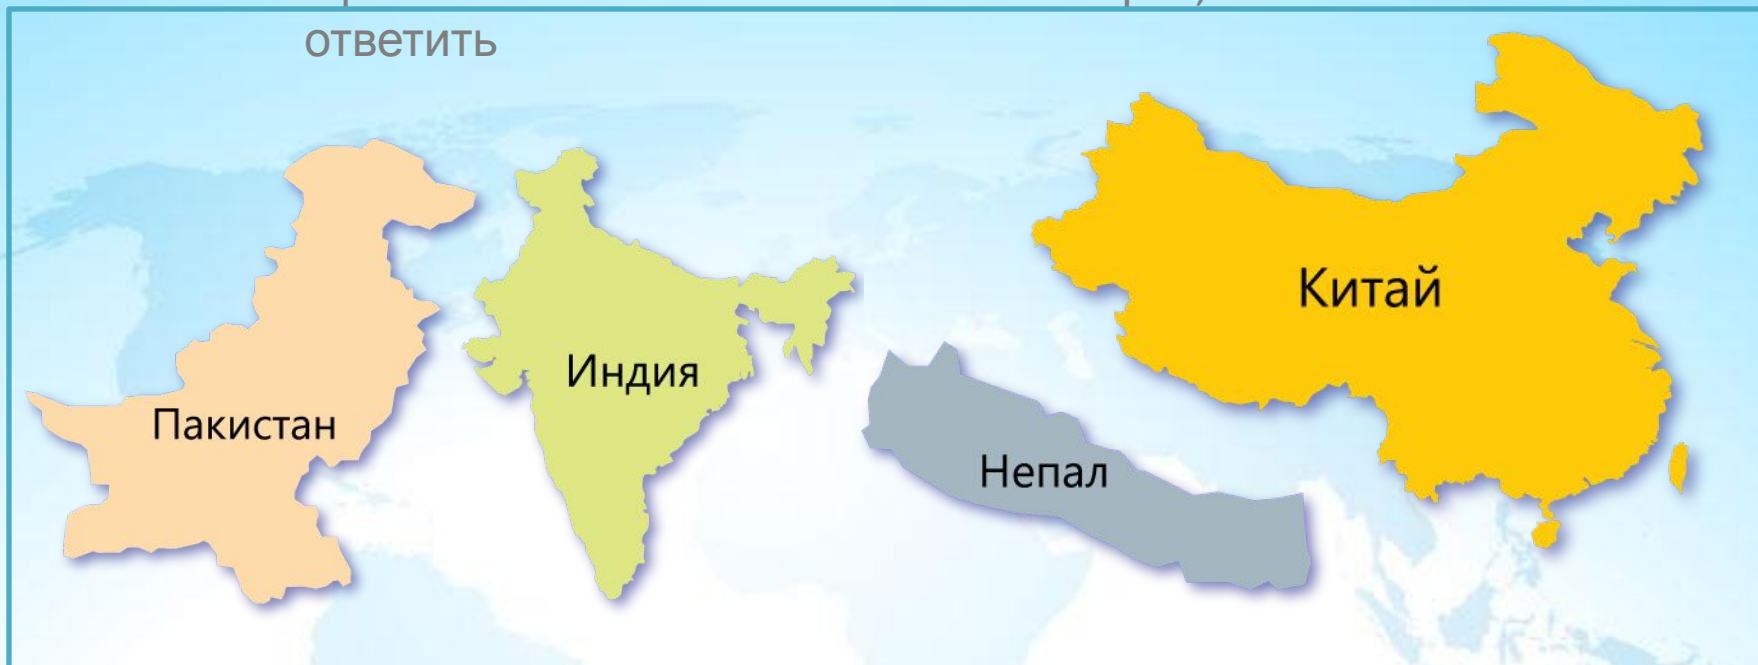 ответить
Китай
Индия
Пакистан
Непал